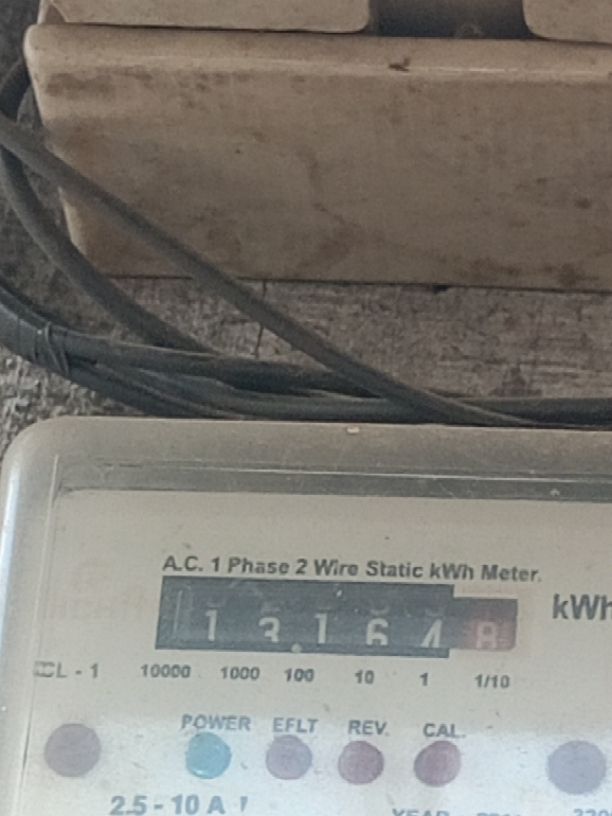 A.C. 1 Phase 2 Wire Static kWh Meter.
1 3 1 6 4 8 kWh
CL - 1 10000 1000 100 10 1 1/10
POWER EFLT REV. CAL.
2.5 - 10 A
YEAR